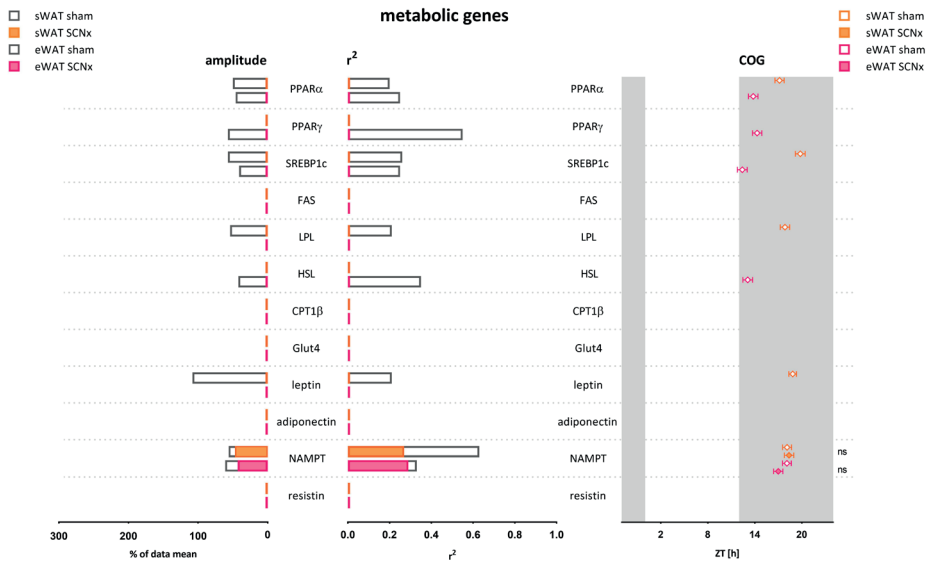 metabolic genes
sWAT sham
sWAT SCNx
eWAT sham
eWAT SCNx
sWAT sham
sWAT SCNx
eWAT sham
eWAT SCNx
amplitude r² COG
PPARα PPARα
PPARγ PPARγ
SREBP1c SREBP1c
FAS FAS
LPL LPL
HSL HSL
CPT1β CPT1β
Glut4 Glut4
leptin leptin
adiponectin adiponectin
NAMPT NAMPT ns
ns
resistin resistin
300 200 100 0 0.0 0.2 0.4 0.6 0.8 1.0 2 8 14 20
% of data mean r² ZT [h]